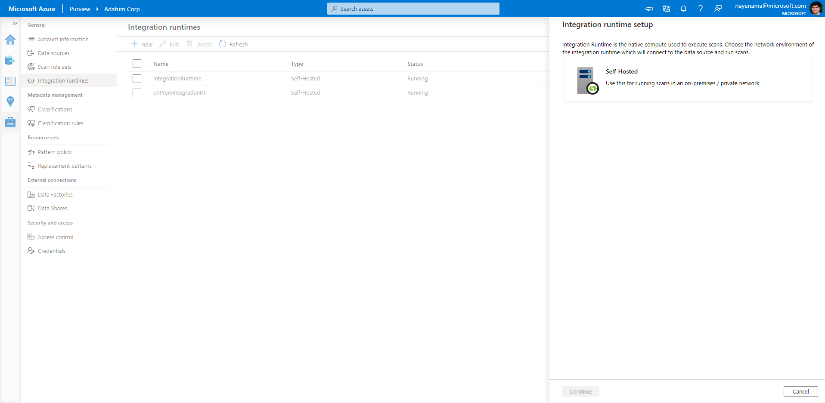 Microsoft Azure
Purview
Adatum Corp
Search assets
nayenama@microsoft.com
MICROSOFT
General
Account information
Data sources
Scan rule sets
Integration runtimes
Metadata management
Classifications
Classification rules
Resource sets
Pattern policy
Replacement patterns
External connections
Data Factories
Data Shares
Security and access
Access control
Credentials
Integration runtimes
New Edit Delete Refresh
Name Type Status
IntegrationRuntime Self-Hosted Running
onPremIntegrationRt Self-Hosted Running
Integration runtime setup
Integration Runtime is the native compute used to execute scans. Choose the network environment of
the integration runtime which will connect to the data source and run scans.
Self-Hosted
Use this for running scans in an on-premises / private network
Continue Cancel